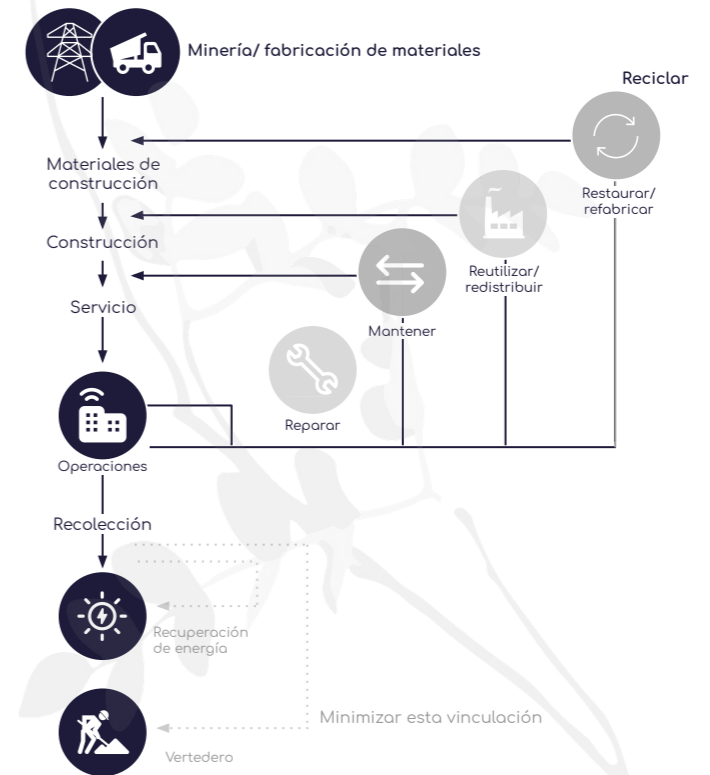 Minería/ fabricación de materiales
Reciclar
Materiales de
construcción
Restaurar/
refabricar
Construcción
Reutilizar/
redistribuir
Servicio
Mantener
Reparar
Operaciones
Recolección
Recuperación
de energía
Minimizar esta vinculación
Vertedero